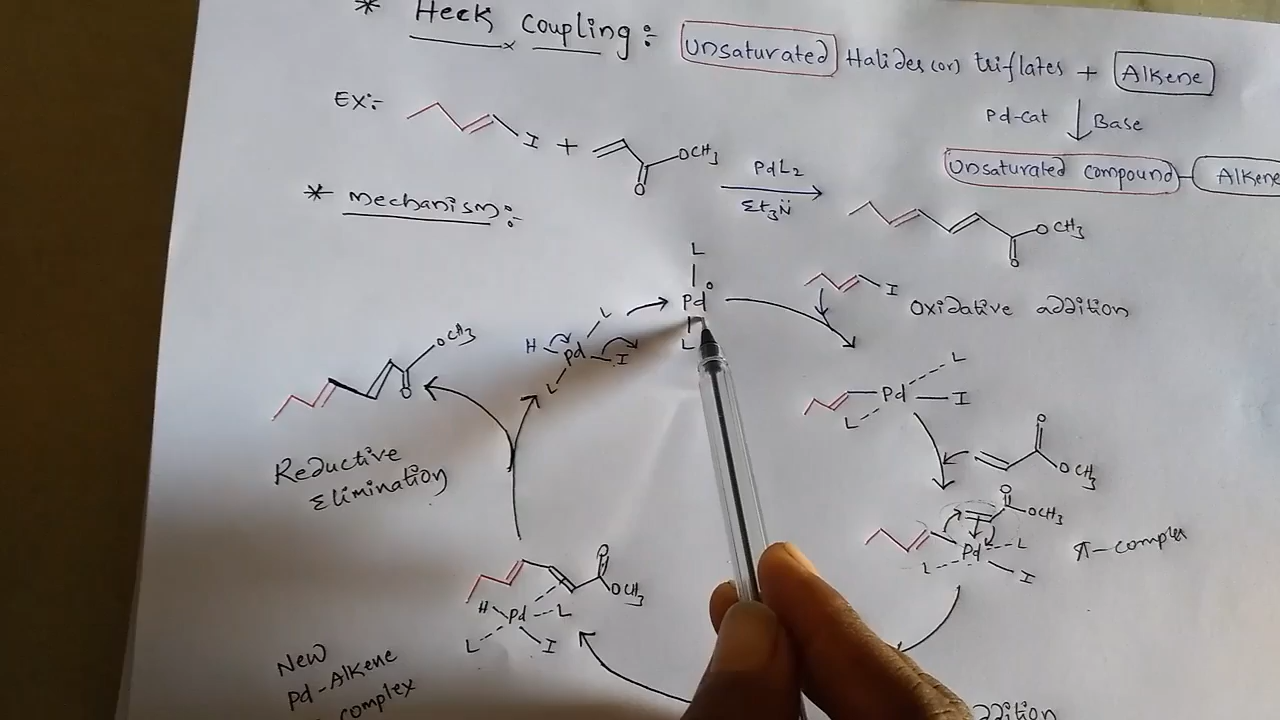 * Heck Coupling:-
Unsaturated Halides (or) triflates + Alkene
Pd-cat Base
Unsaturated compound - Alkene
Ex:-
I + OCH3
O
PdL2
Et3N̈
OCH3
O
* Mechanism:-
L
Pd°
L
I
Oxidative addition
L
H Pd I
L
OCH3
O
Reductive
Elimination
L
Pd I
L
O
OCH3
O
OCH3
Pd L
L I
π-complex
O
OCH3
H Pd L
L I
New
Pd-Alkene
complex
ddition